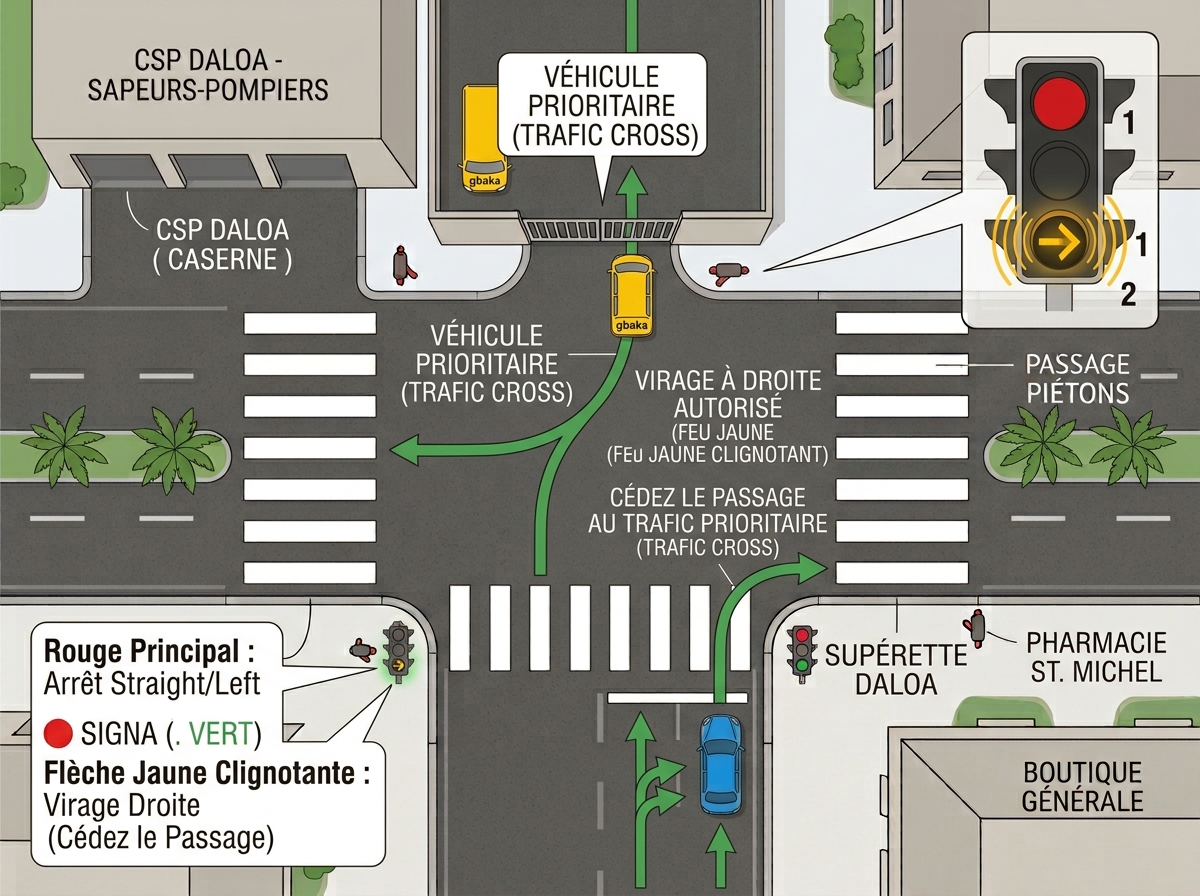 CSP DALOA -
SAPEURS-POMPIERS
VÉHICULE
PRIORITAIRE
(TRAFIC CROSS)
gbaka
1
1
2
CSP DALOA
( CASERNE )
gbaka
VÉHICULE
PRIORITAIRE
(TRAFIC CROSS)
VIRAGE À DROITE
AUTORISÉ
(FEU JAUNE
(FEu JAUNE CLIGNOTANT)
PASSAGE
PIÉTONS
CÉDEZ LE PASSAGE
AU TRAFIC PRIORITAIRE
(TRAFIC CROSS)
Rouge Principal :
Arrêt Straight/Left
SIGNA (. VERT)
Flèche Jaune Clignotante :
Virage Droite
(Cédez le Passage)
SUPÉRETTE
DALOA
PHARMACIE
ST. MICHEL
BOUTIQUE
GÉNÉRALE